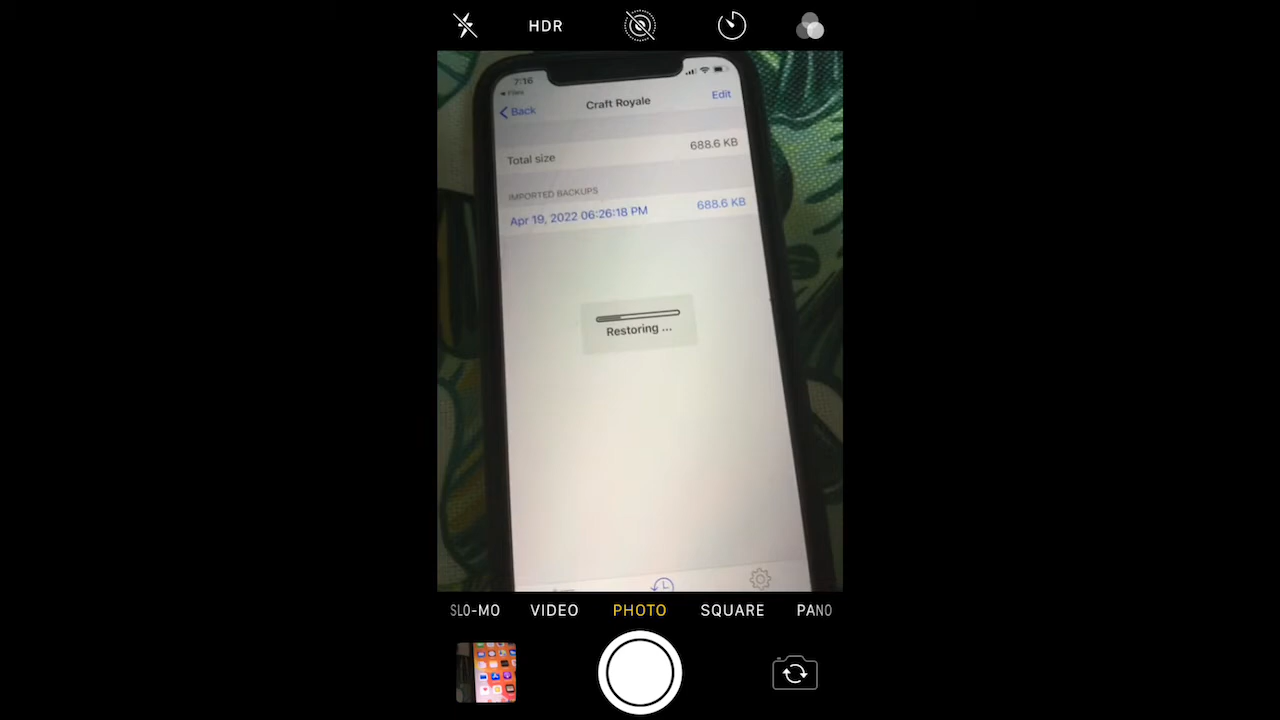 HDR
7:16
Files
Back
Craft Royale
Edit
Total size
688.6 KB
IMPORTED BACKUPS
Apr 19, 2022 06:26:18 PM
688.6 KB
Restoring ...
SLO-MO
VIDEO
PHOTO
SQUARE
PANO